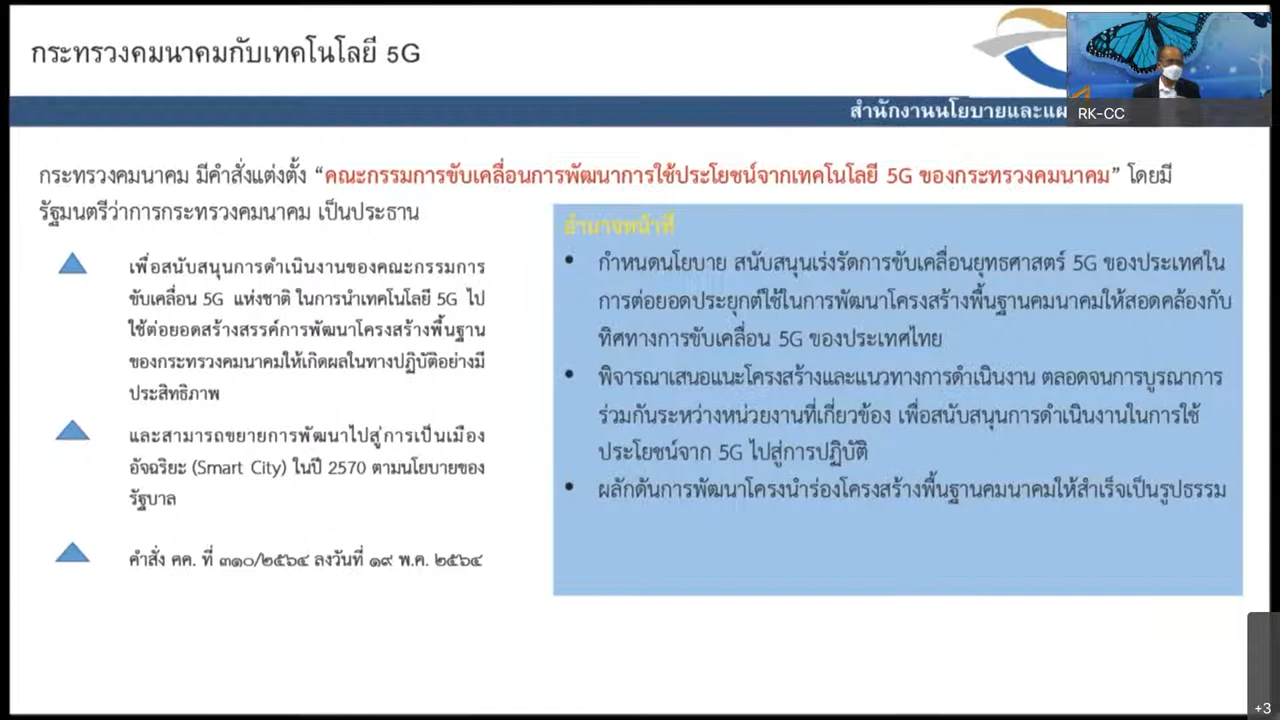 กระทรวงคมนาคมกับเทคโนโลยี 5G
สำนักงานนโยบายและแผ
RK-CC
กระทรวงคมนาคม มีคำสั่งแต่งตั้ง “คณะกรรมการขับเคลื่อนการพัฒนาการใช้ประโยชน์จากเทคโนโลยี 5G ของกระทรวงคมนาคม” โดยมี
รัฐมนตรีว่าการกระทรวงคมนาคม เป็นประธาน
เพื่อสนับสนุนการดำเนินงานของคณะกรรมการ
ขับเคลื่อน 5G แห่งชาติ ในการนำเทคโนโลยี 5G ไป
ใช้ต่อยอดสร้างสรรค์การพัฒนาโครงสร้างพื้นฐาน
ของกระทรวงคมนาคมให้เกิดผลในทางปฏิบัติอย่างมี
ประสิทธิภาพ
และสามารถขยายการพัฒนาไปสู่การเป็นเมือง
อัจฉริยะ (Smart City) ในปี 2570 ตามนโยบายของ
รัฐบาล
คำสั่ง คค. ที่ ๓๑๐/๒๕๖๔ ลงวันที่ ๑๙ พ.ค. ๒๕๖๔
อำนาจหน้าที่
• กำหนดนโยบาย สนับสนุนเร่งรัดการขับเคลื่อนยุทธศาสตร์ 5G ของประเทศใน
การต่อยอดประยุกต์ใช้ในการพัฒนาโครงสร้างพื้นฐานคมนาคมให้สอดคล้องกับ
ทิศทางการขับเคลื่อน 5G ของประเทศไทย
• พิจารณาเสนอแนะโครงสร้างและแนวทางการดำเนินงาน ตลอดจนการบูรณาการ
ร่วมกันระหว่างหน่วยงานที่เกี่ยวข้อง เพื่อสนับสนุนการดำเนินงานในการใช้
ประโยชน์จาก 5G ไปสู่การปฏิบัติ
• ผลักดันการพัฒนาโครงนำร่องโครงสร้างพื้นฐานคมนาคมให้สำเร็จเป็นรูปธรรม
+3